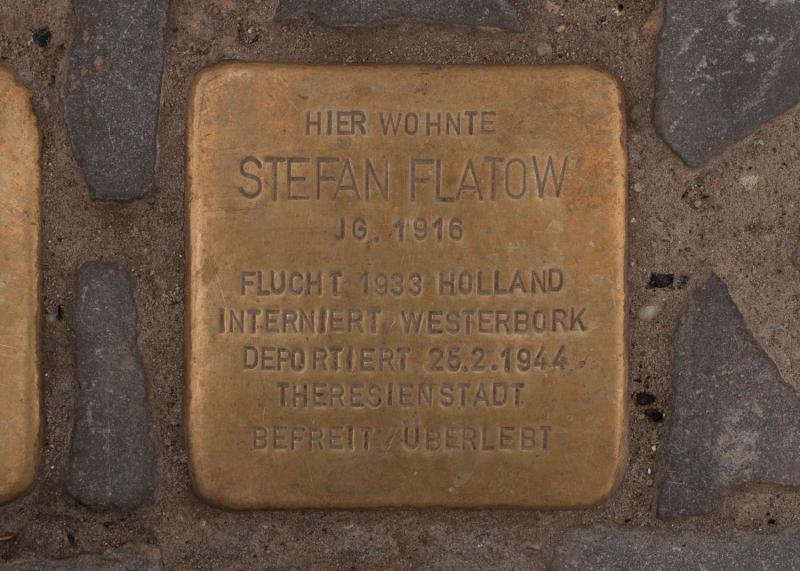 HIER WOHNTE
STEFAN FLATOW
JG. 1916
FLUCHT 1933 HOLLAND
INTERNIERT/WESTERBORK
DEPORTIERT 25.2.1944
THERESIENSTADT
BEFREIT/ÜBERLEBT